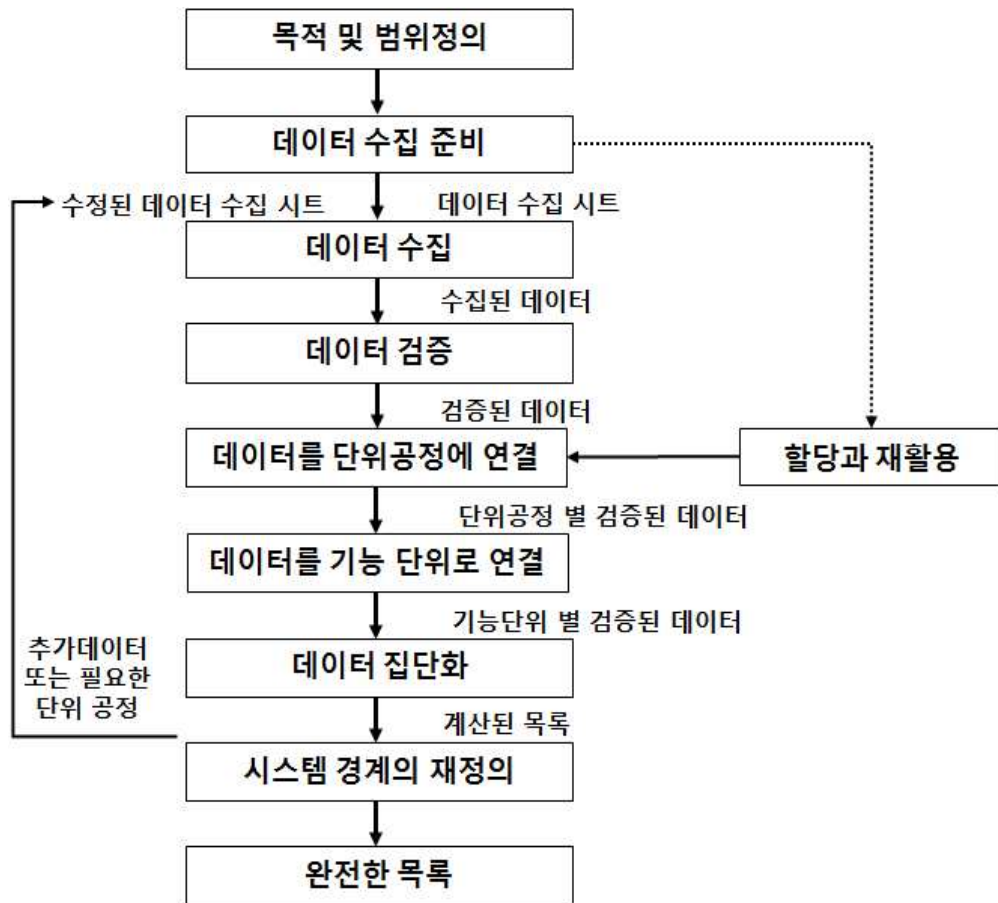 목적 및 범위정의
데이터 수집 준비
수정된 데이터 수집 시트
데이터 수집 시트
데이터 수집
수집된 데이터
데이터 검증
검증된 데이터
데이터를 단위공정에 연결
할당과 재활용
단위공정 별 검증된 데이터
데이터를 기능 단위로 연결
기능단위 별 검증된 데이터
추가데이터
또는 필요한
단위 공정
데이터 집단화
계산된 목록
시스템 경계의 재정의
완전한 목록